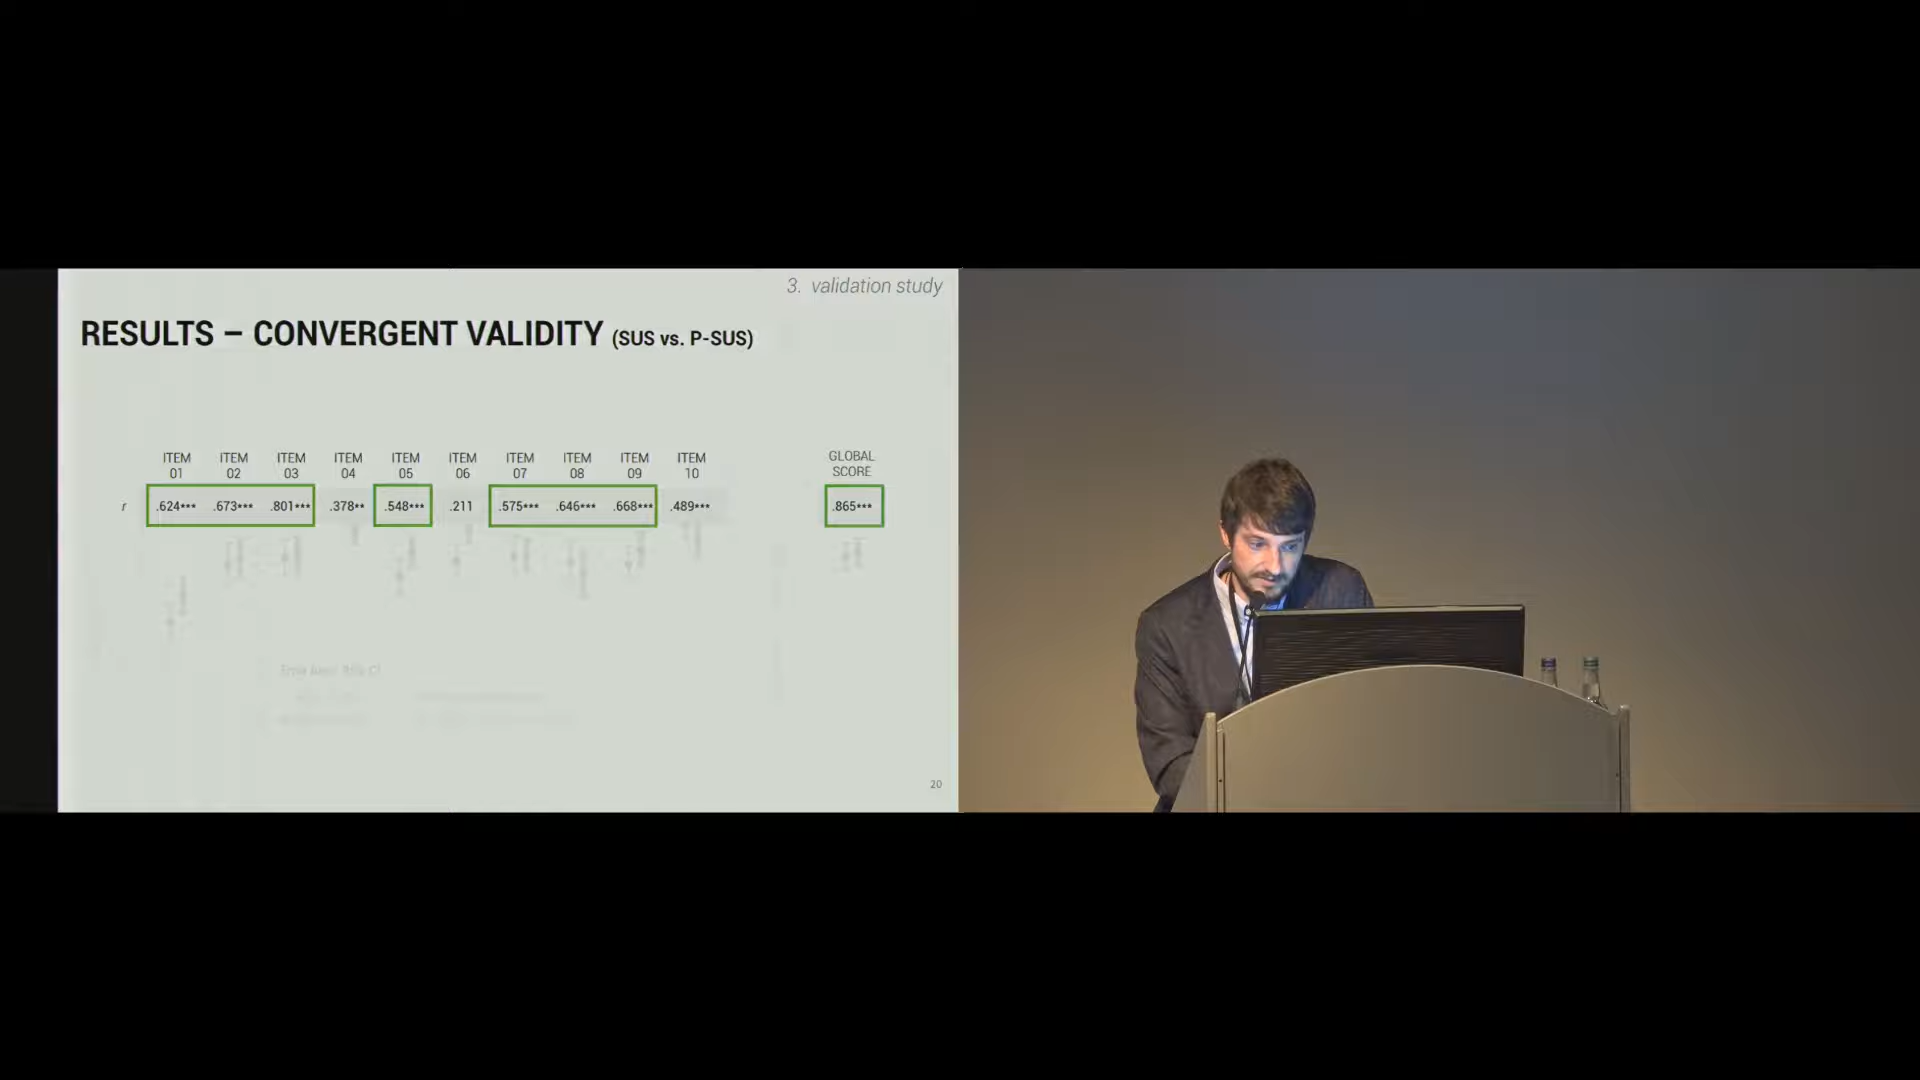 3. validation study
RESULTS – CONVERGENT VALIDITY (SUS vs. P-SUS)
ITEM 01 ITEM 02 ITEM 03 ITEM 04 ITEM 05 ITEM 06 ITEM 07 ITEM 08 ITEM 09 ITEM 10 GLOBAL SCORE
r .624*** .673*** .801*** .378** .548*** .211 .575*** .646*** .668*** .489*** .865***
20